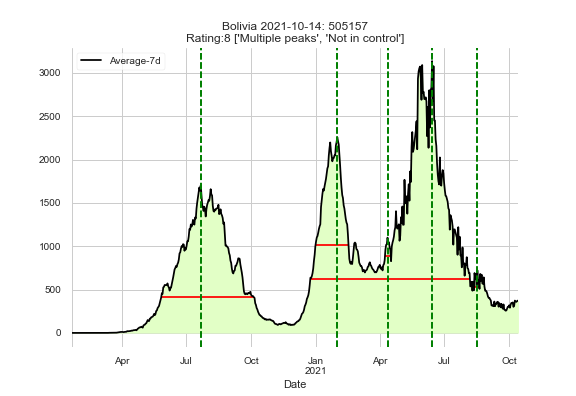 Bolivia 2021-10-14: 505157
Rating:8 ['Multiple peaks', 'Not in control']
Average-7d
3000
2500
2000
1500
1000
500
0
Apr Jul Oct Jan Apr Jul Oct
2021
Date